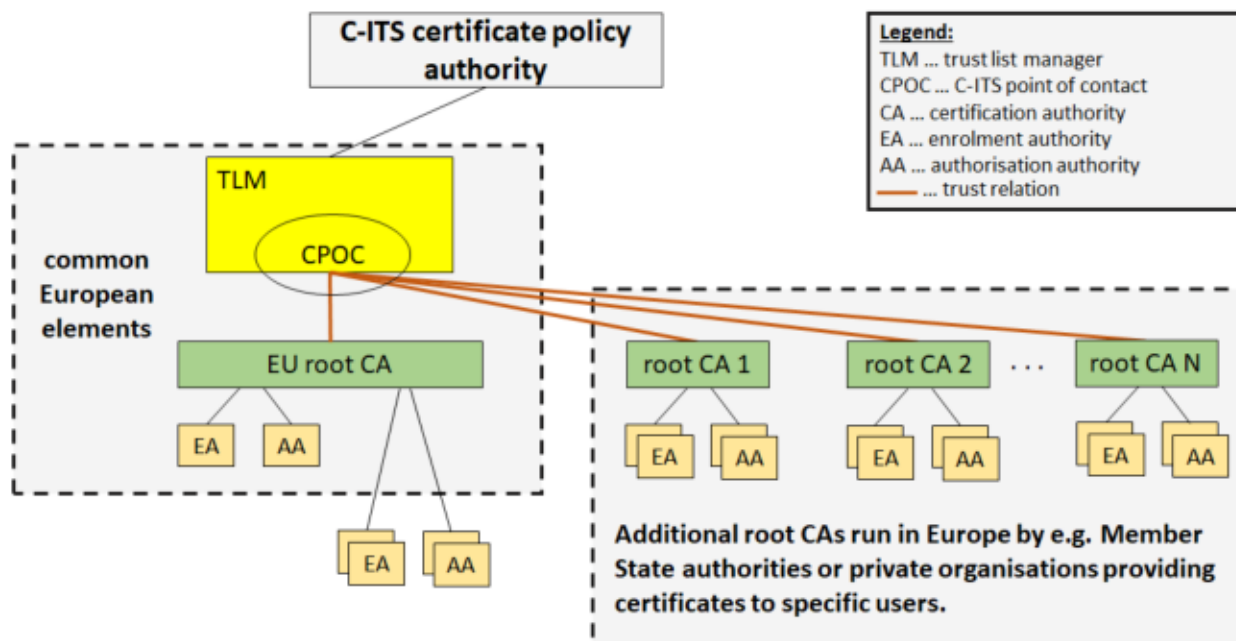 C-ITS certificate policy
authority
Legend:
TLM ... trust list manager
CPOC ... C-ITS point of contact
CA ... certification authority
EA ... enrolment authority
AA ... authorisation authority
... trust relation
TLM
CPOC
common
European
elements
EU root CA
root CA 1
root CA 2
...
root CA N
EA
AA
EA
AA
EA
AA
EA
AA
EA
AA
Additional root CAs run in Europe by e.g. Member
State authorities or private organisations providing
certificates to specific users.